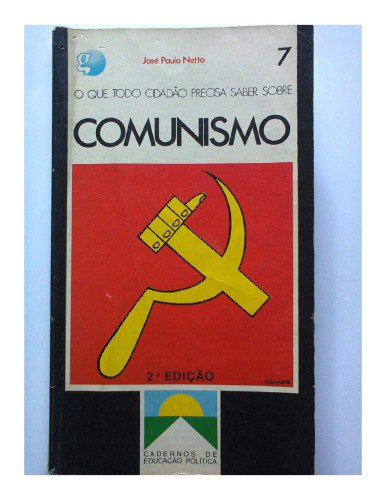 g
José Paulo Netto
7
O QUE TODO CIDADÃO PRECISA SABER SOBRE
COMUNISMO
2.ª EDIÇÃO
CADERNOS DE
EDUCAÇÃO POLÍTICA